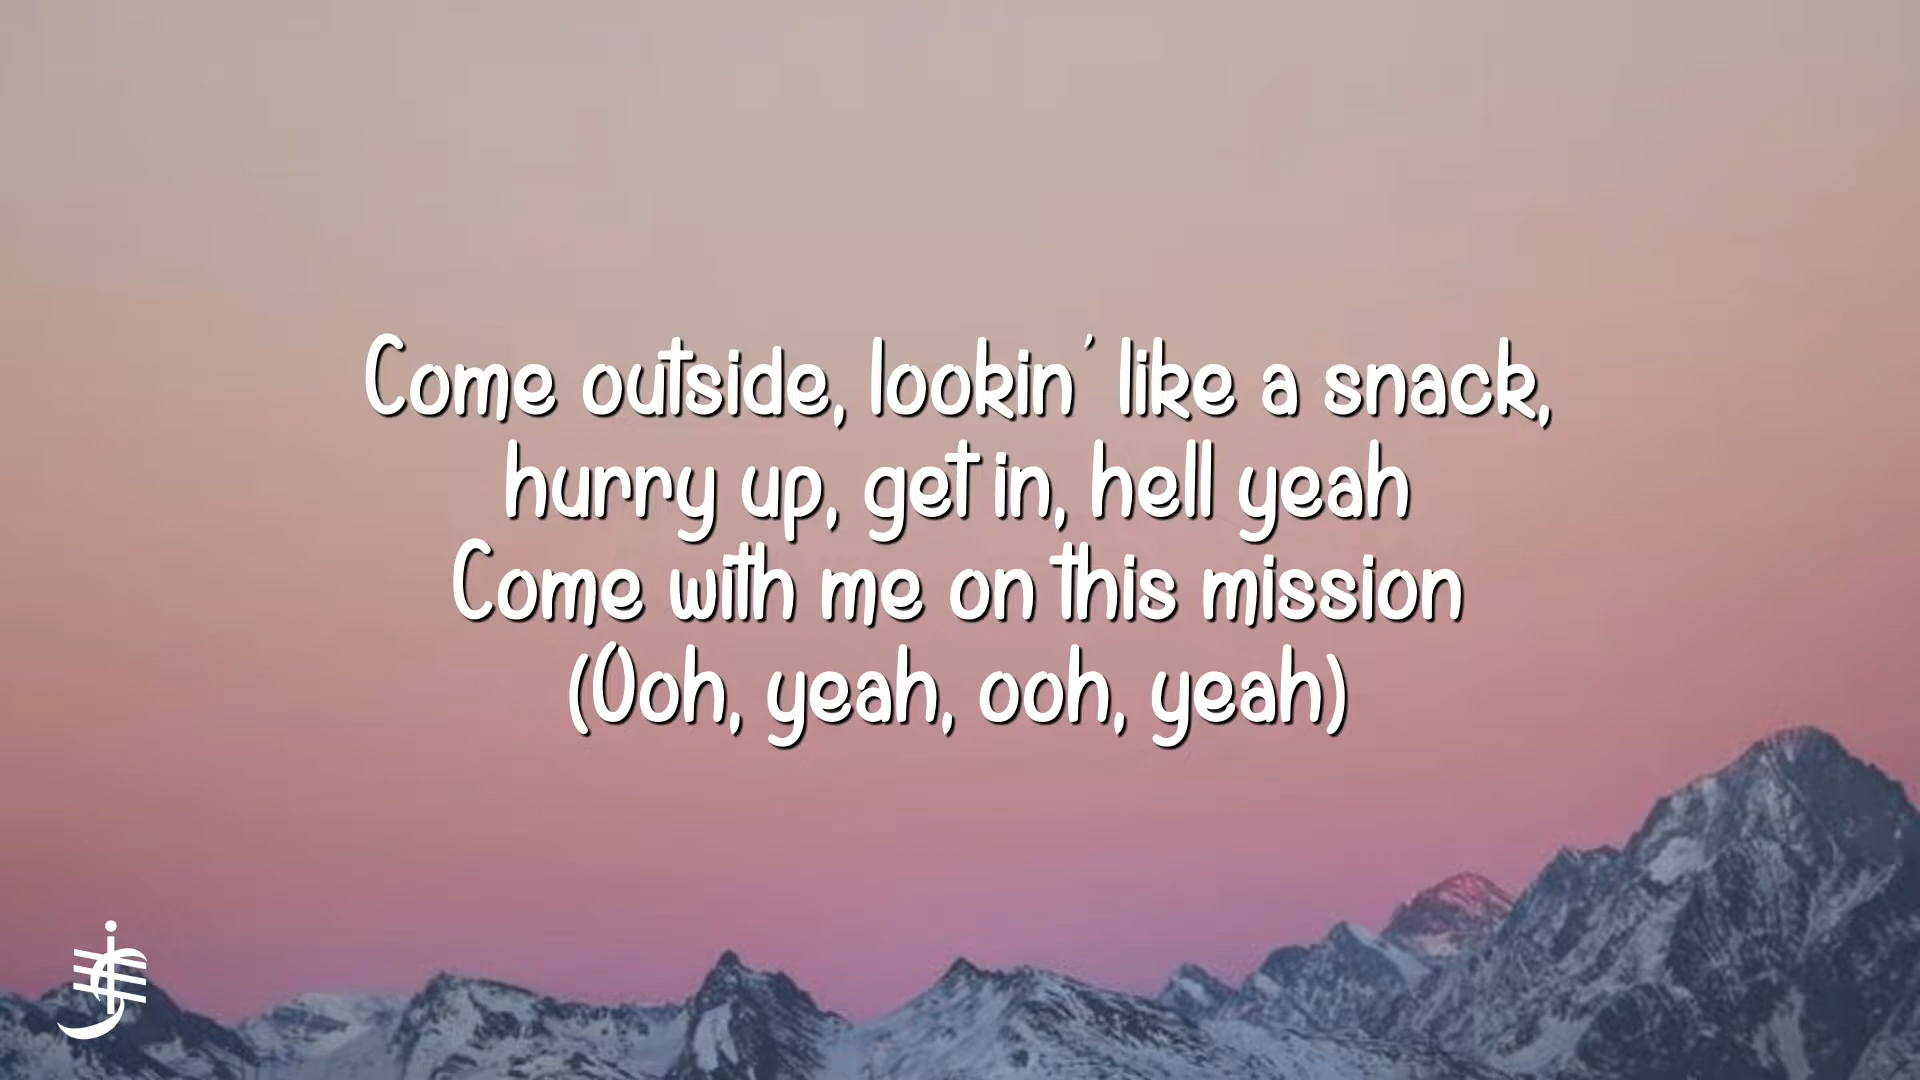 Come outside, lookin' like a snack,
hurry up, get in, hell yeah
Come with me on this mission
(Ooh, yeah, ooh, yeah)